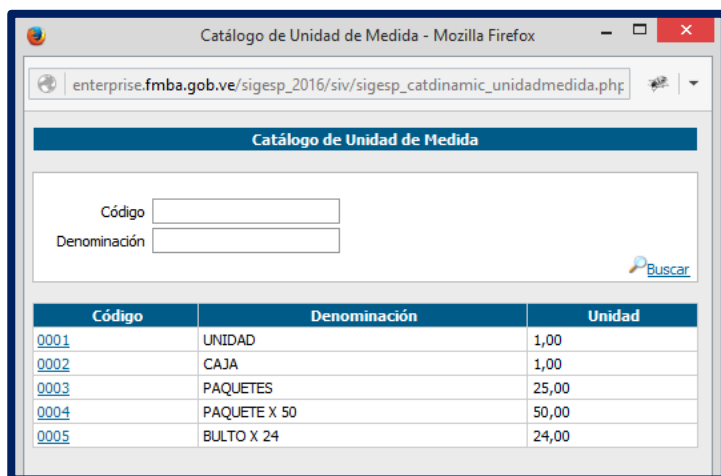 Catálogo de Unidad de Medida - Mozilla Firefox
enterprise.fmba.gob.ve/sigesp_2016/siv/sigesp_catdinamic_unidadmedida.php
Catálogo de Unidad de Medida
Código
Denominación
Buscar
Código Denominación Unidad
0001 UNIDAD 1,00
0002 CAJA 1,00
0003 PAQUETES 25,00
0004 PAQUETE X 50 50,00
0005 BULTO X 24 24,00